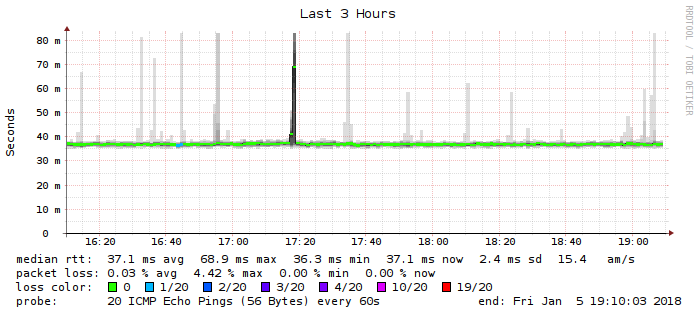 Last 3 Hours
RRDTOOL / TOBI OETIKER
Seconds
80 m
70 m
60 m
50 m
40 m
30 m
20 m
10 m
0
16:20 16:40 17:00 17:20 17:40 18:00 18:20 18:40 19:00
median rtt: 37.1 ms avg 68.9 ms max 36.3 ms min 37.1 ms now 2.4 ms sd 15.4 am/s
packet loss: 0.03 % avg 4.42 % max 0.00 % min 0.00 % now
loss color: 0 1/20 2/20 3/20 4/20 10/20 19/20
probe: 20 ICMP Echo Pings (56 Bytes) every 60s end: Fri Jan 5 19:10:03 2018